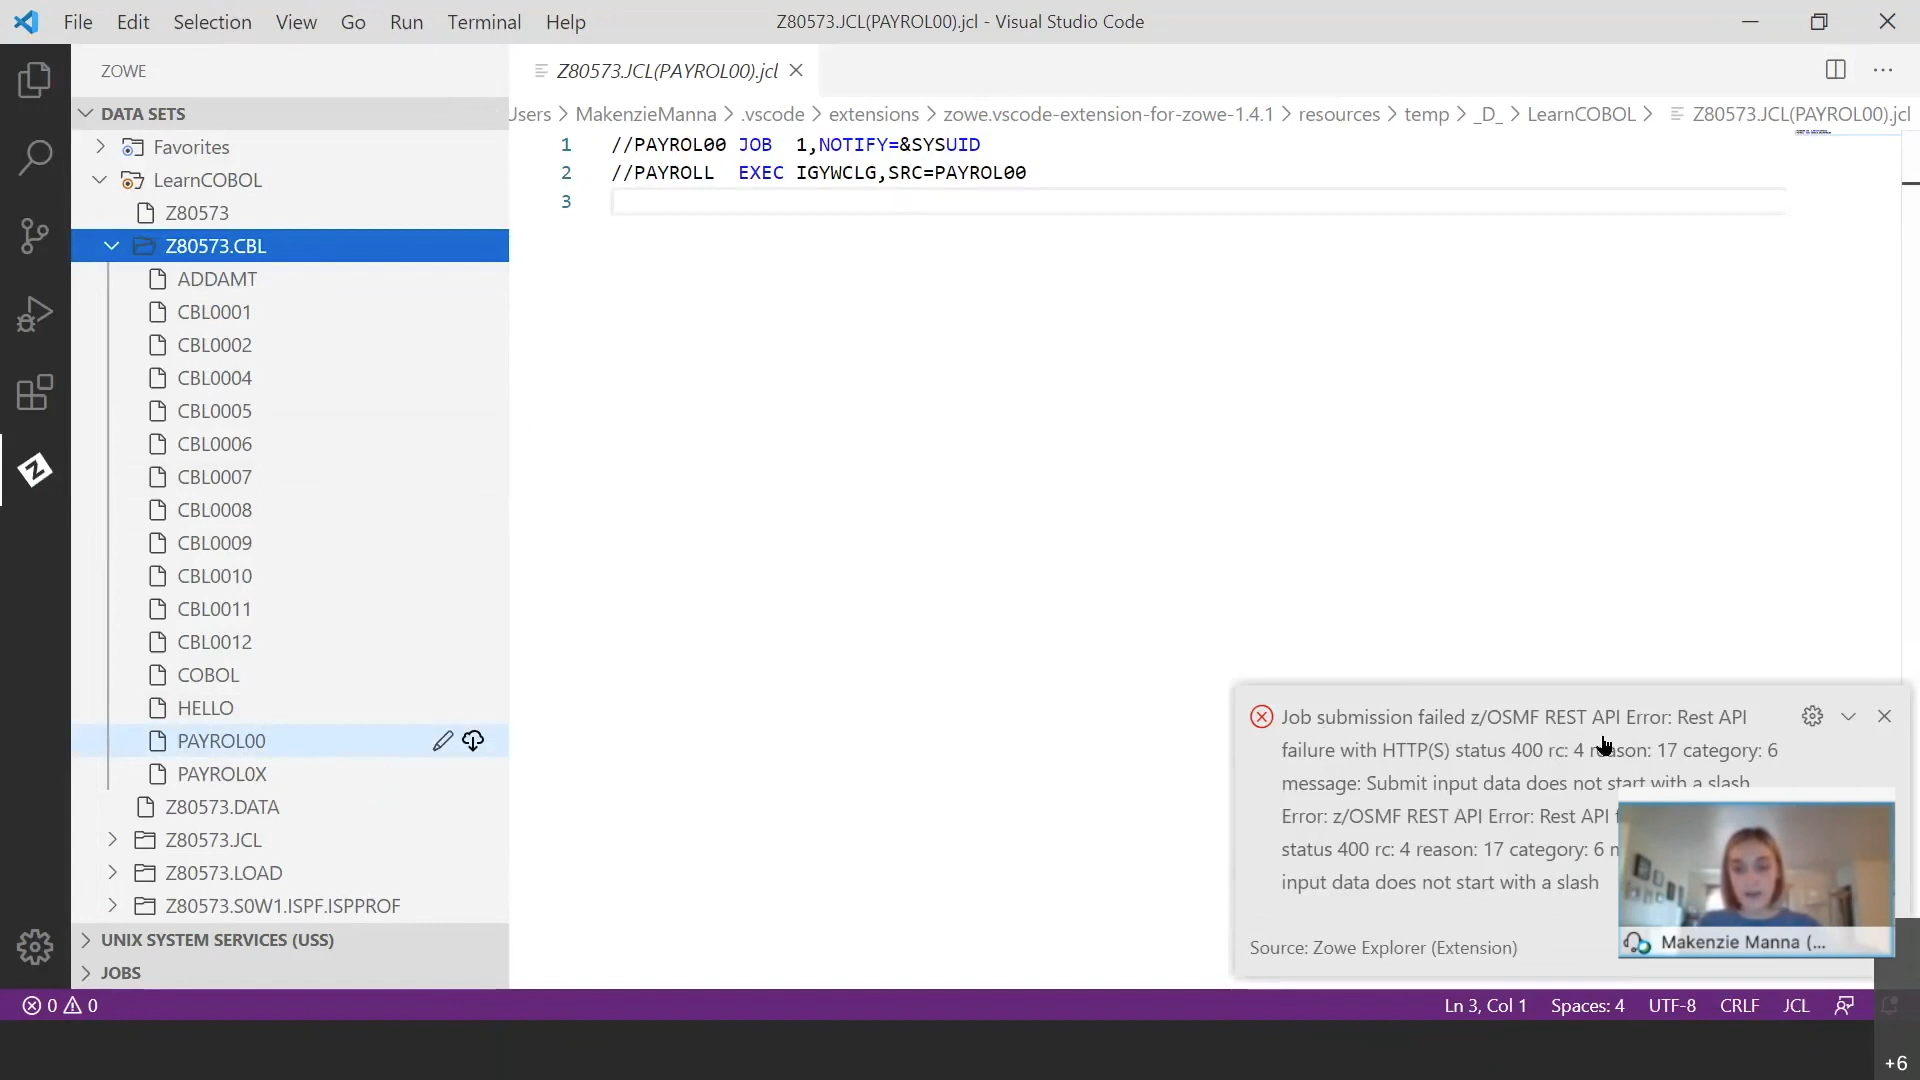 File Edit Selection View Go Run Terminal Help
Z80573.JCL(PAYROL00).jcl - Visual Studio Code
ZOWE
Z80573.JCL(PAYROL00).jcl
DATA SETS
Users > MakenzieManna > .vscode > extensions > zowe.vscode-extension-for-zowe-1.4.1 > resources > temp > _D_ > LearnCOBOL > Z80573.JCL(PAYROL00).jcl
Favorites
LearnCOBOL
Z80573
Z80573.CBL
ADDAMT
CBL0001
CBL0002
CBL0004
CBL0005
CBL0006
CBL0007
CBL0008
CBL0009
CBL0010
CBL0011
CBL0012
COBOL
HELLO
PAYROL00
PAYROL0X
Z80573.DATA
Z80573.JCL
Z80573.LOAD
Z80573.S0W1.ISPF.ISPPROF
UNIX SYSTEM SERVICES (USS)
JOBS
1 //PAYROL00 JOB 1,NOTIFY=&SYSUID
2 //PAYROLL EXEC IGYWCLG,SRC=PAYROL00
3
Job submission failed z/OSMF REST API Error: Rest API
failure with HTTP(S) status 400 rc: 4 reason: 17 category: 6
message: Submit input data does not start with a slash
Error: z/OSMF REST API Error: Rest API
status 400 rc: 4 reason: 17 category: 6
input data does not start with a slash
Source: Zowe Explorer (Extension)
Makenzie Manna (...
0 0
Ln 3, Col 1 Spaces: 4 UTF-8 CRLF JCL
+6